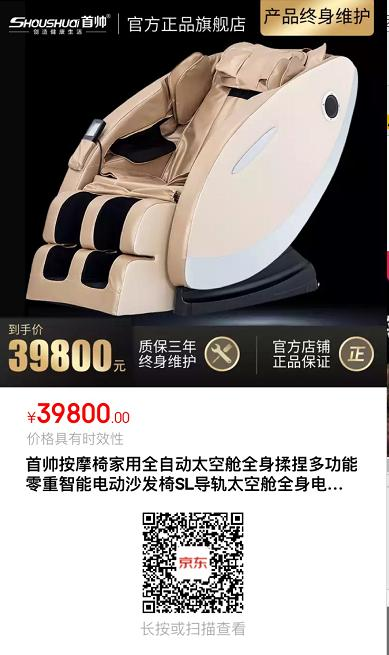 SHOUSHUAI首帅®
创造健康生活
官方正品旗舰店
产品终身维护
到手价
39800元
质保三年
终身维护
官方店铺
正品保证
正
¥39800.00
价格具有时效性
首帅按摩椅家用全自动太空舱全身揉捏多功能
零重智能电动沙发椅SL导轨太空舱全身电...
京东
长按或扫描查看